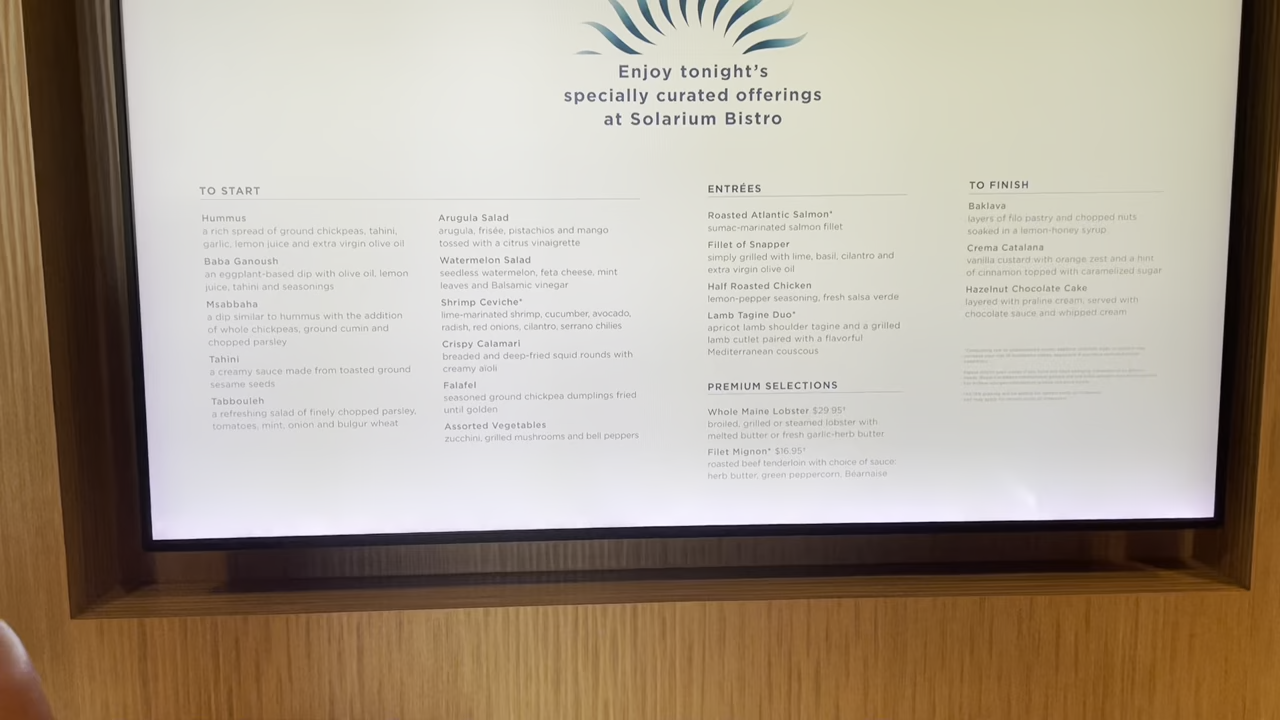 Enjoy tonight's
specially curated offerings
at Solarium Bistro
TO START
Hummus
a rich spread of ground chickpeas, tahini,
garlic, lemon juice and extra virgin olive oil
Baba Ganoush
an eggplant-based dip with olive oil, lemon
juice, tahini and seasonings
Msabbaha
a dip similar to hummus with the addition
of whole chickpeas, ground cumin and
chopped parsley
Tahini
a creamy sauce made from toasted ground
sesame seeds
Tabbouleh
a refreshing salad of finely chopped parsley,
tomatoes, mint, onion and bulgur wheat
Arugula Salad
arugula, frisée, pistachios and mango
tossed with a citrus vinaigrette
Watermelon Salad
seedless watermelon, feta cheese, mint
leaves and Balsamic vinegar
Shrimp Ceviche*
lime-marinated shrimp, cucumber, avocado,
radish, red onions, cilantro, serrano chilies
Crispy Calamari
breaded and deep-fried squid rounds with
creamy aïoli
Falafel
seasoned ground chickpea dumplings fried
until golden
Assorted Vegetables
zucchini, grilled mushrooms and bell peppers
ENTRÉES
Roasted Atlantic Salmon*
sumac-marinated salmon fillet
Fillet of Snapper
simply grilled with lime, basil, cilantro and
extra virgin olive oil
Half Roasted Chicken
lemon-pepper seasoning, fresh salsa verde
Lamb Tagine Duo*
apricot lamb shoulder tagine and a grilled
lamb cutlet paired with a flavorful
Mediterranean couscous
PREMIUM SELECTIONS
Whole Maine Lobster $29.95†
broiled, grilled or steamed lobster with
melted butter or fresh garlic-herb butter
Filet Mignon* $16.95†
roasted beef tenderloin with choice of sauce:
herb butter, green peppercorn, Béarnaise
TO FINISH
Baklava
layers of filo pastry and chopped nuts
soaked in a lemon-honey syrup
Crema Catalana
vanilla custard with orange zest and a hint
of cinnamon topped with caramelized sugar
Hazelnut Chocolate Cake
layered with praline cream, served with
chocolate sauce and whipped cream